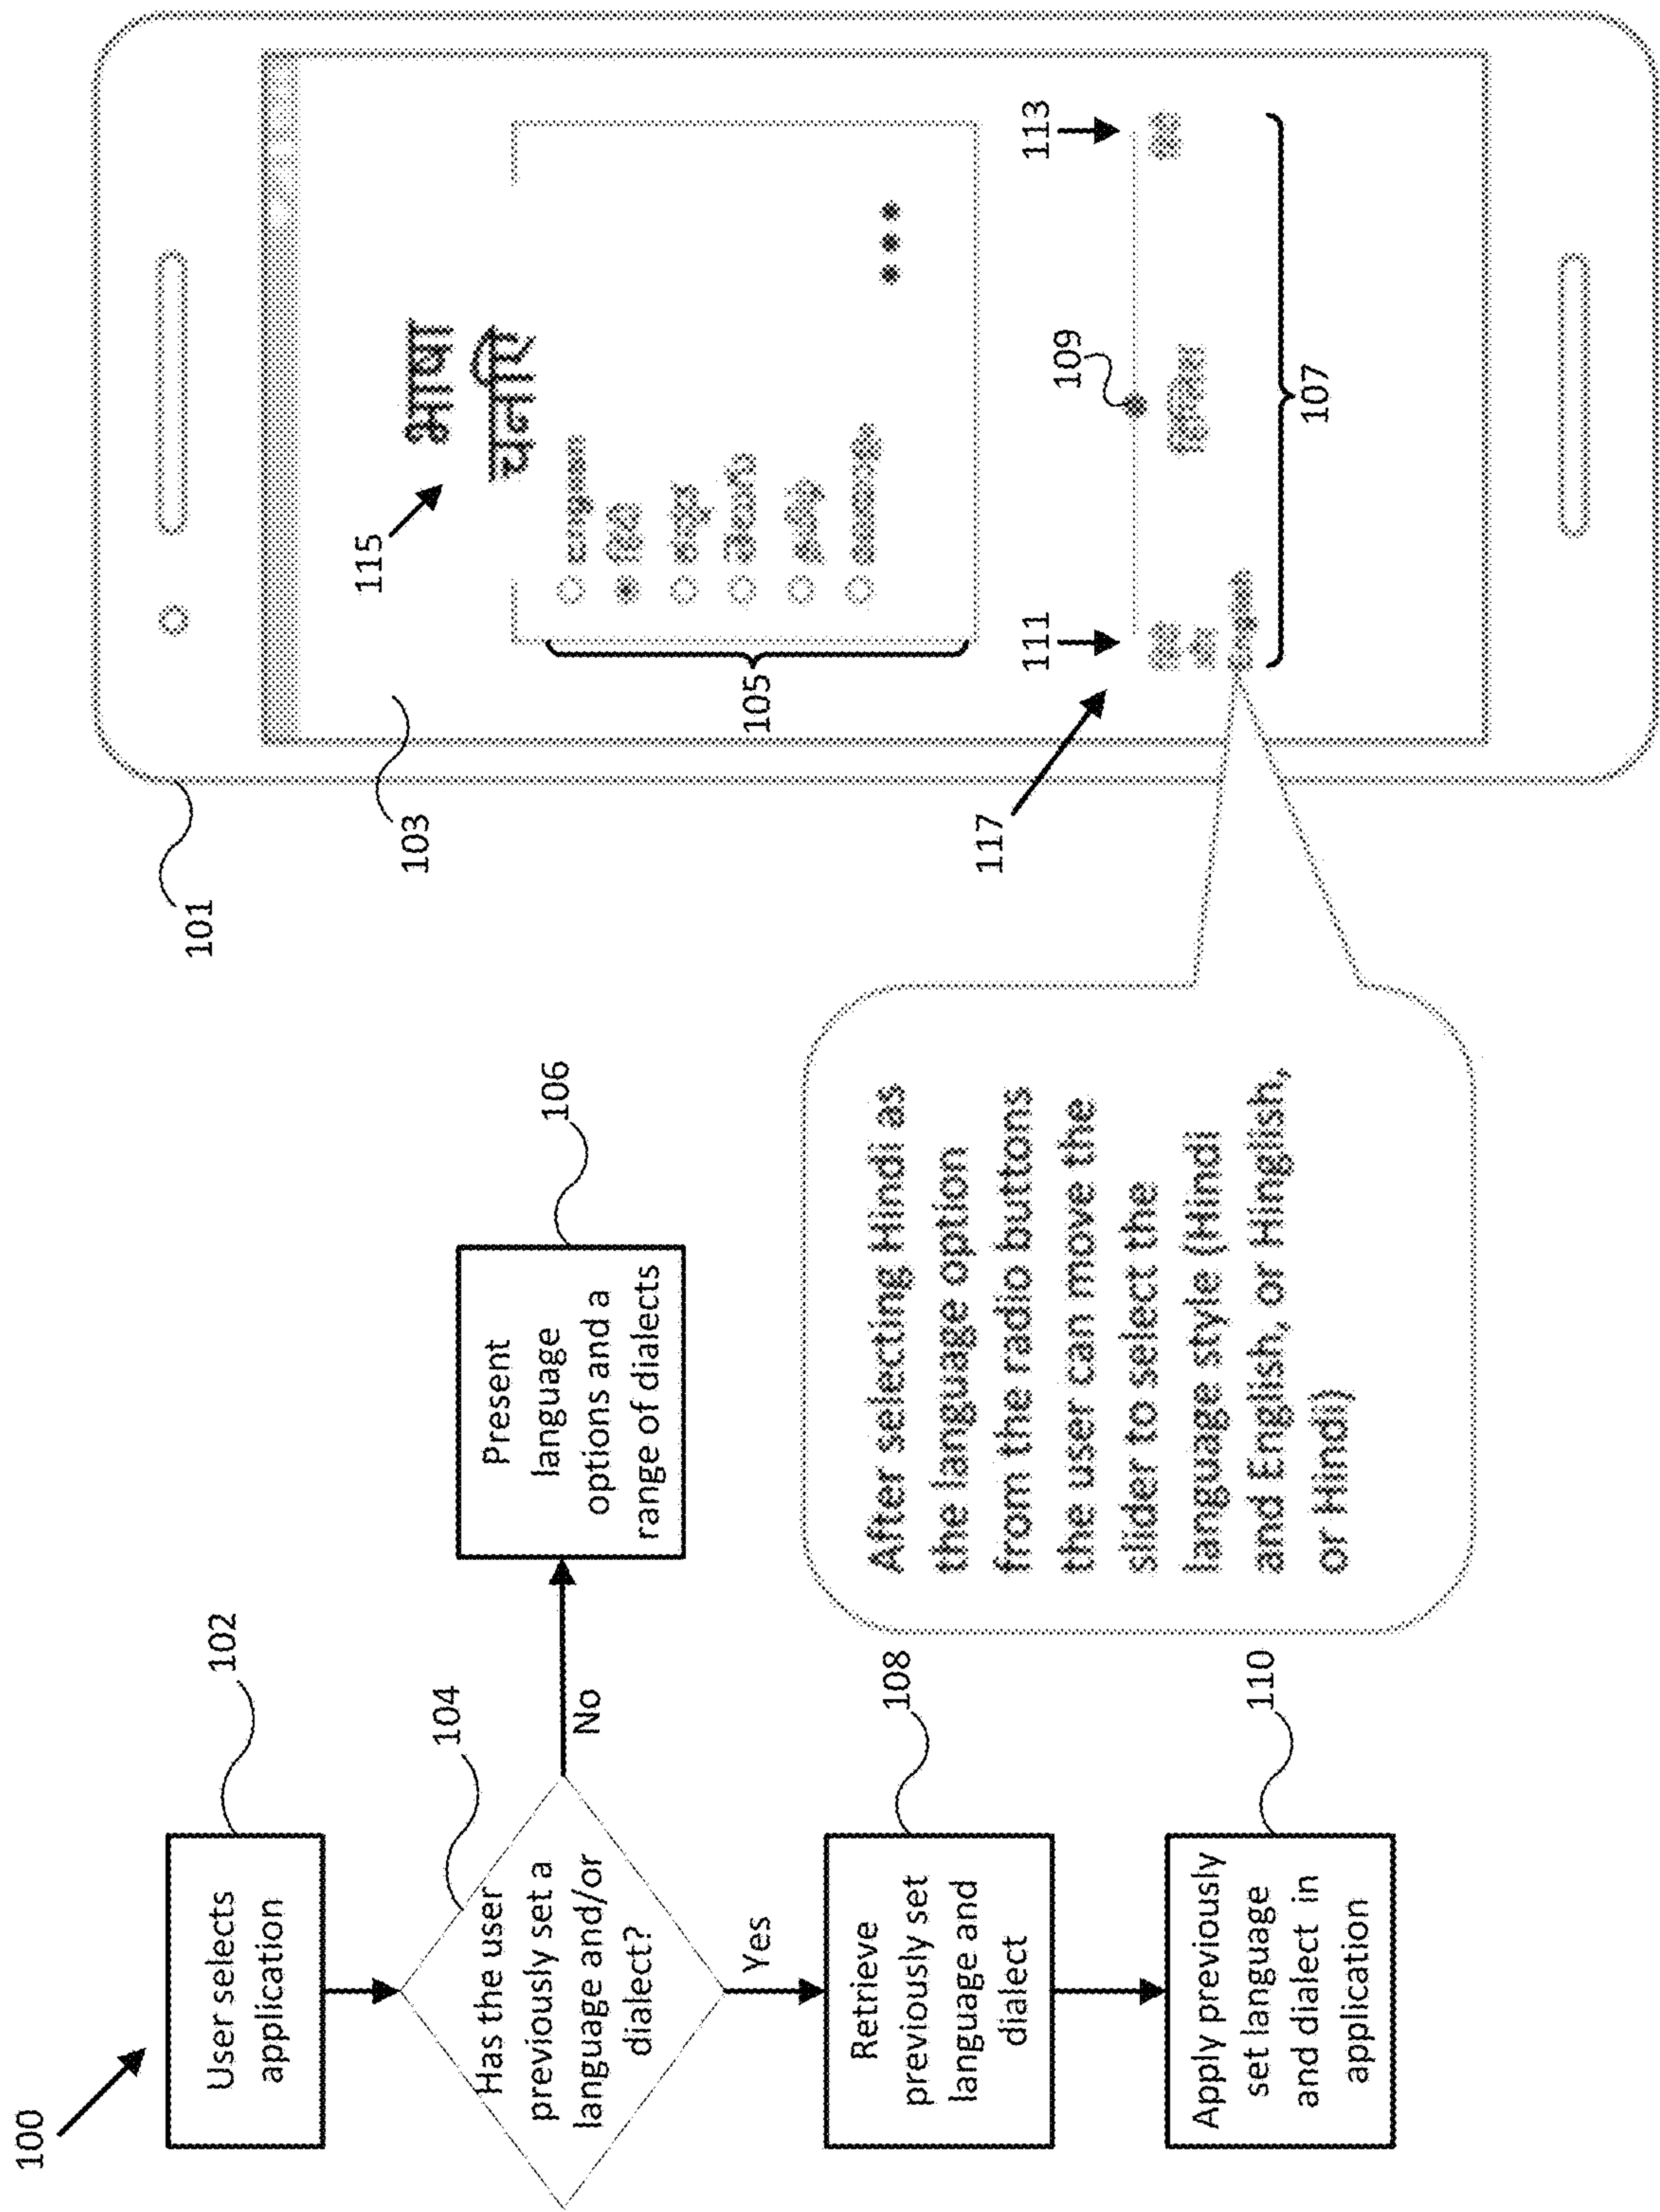 100
102
User selects
application
104
Has the user
previously set a
language and/or
dialect?
No
106
Present
language
options and a
range of dialects
Yes
108
Retrieve
previously set
language and
dialect
110
Apply previously
set language
and dialect in
application
After selecting Hindi as
the language option
from the radio buttons
the user can move the
slider to select the
language style (Hindi
and English, or Hinglish,
or Hindi)
101
103
115
भाषा
चनाए
105
117
111
109
113
107